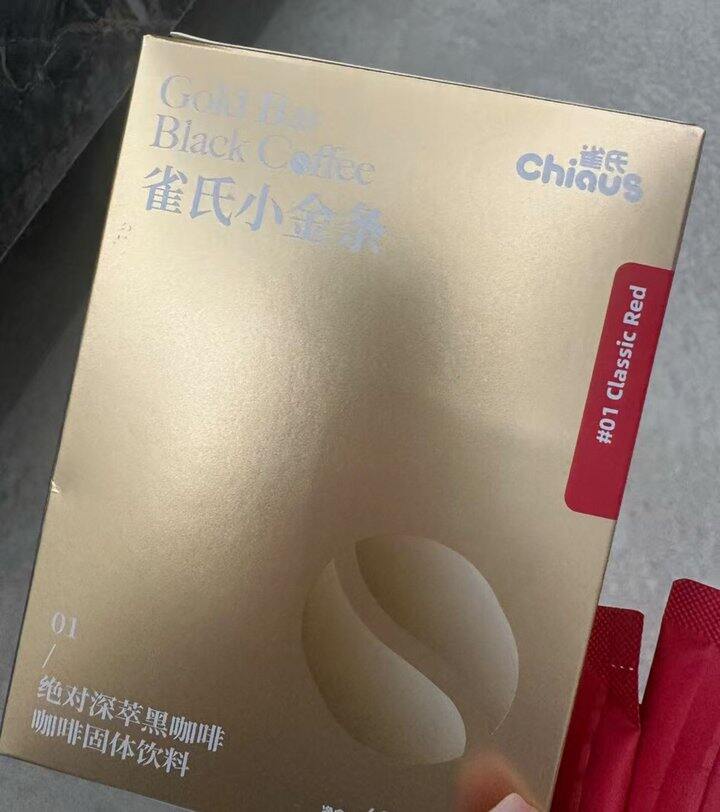 Gold Bar
Black Coffee
雀氏小金条
雀氏
Chiaus
#01 Classic Red
01
/
绝对深萃黑咖啡
咖啡固体饮料